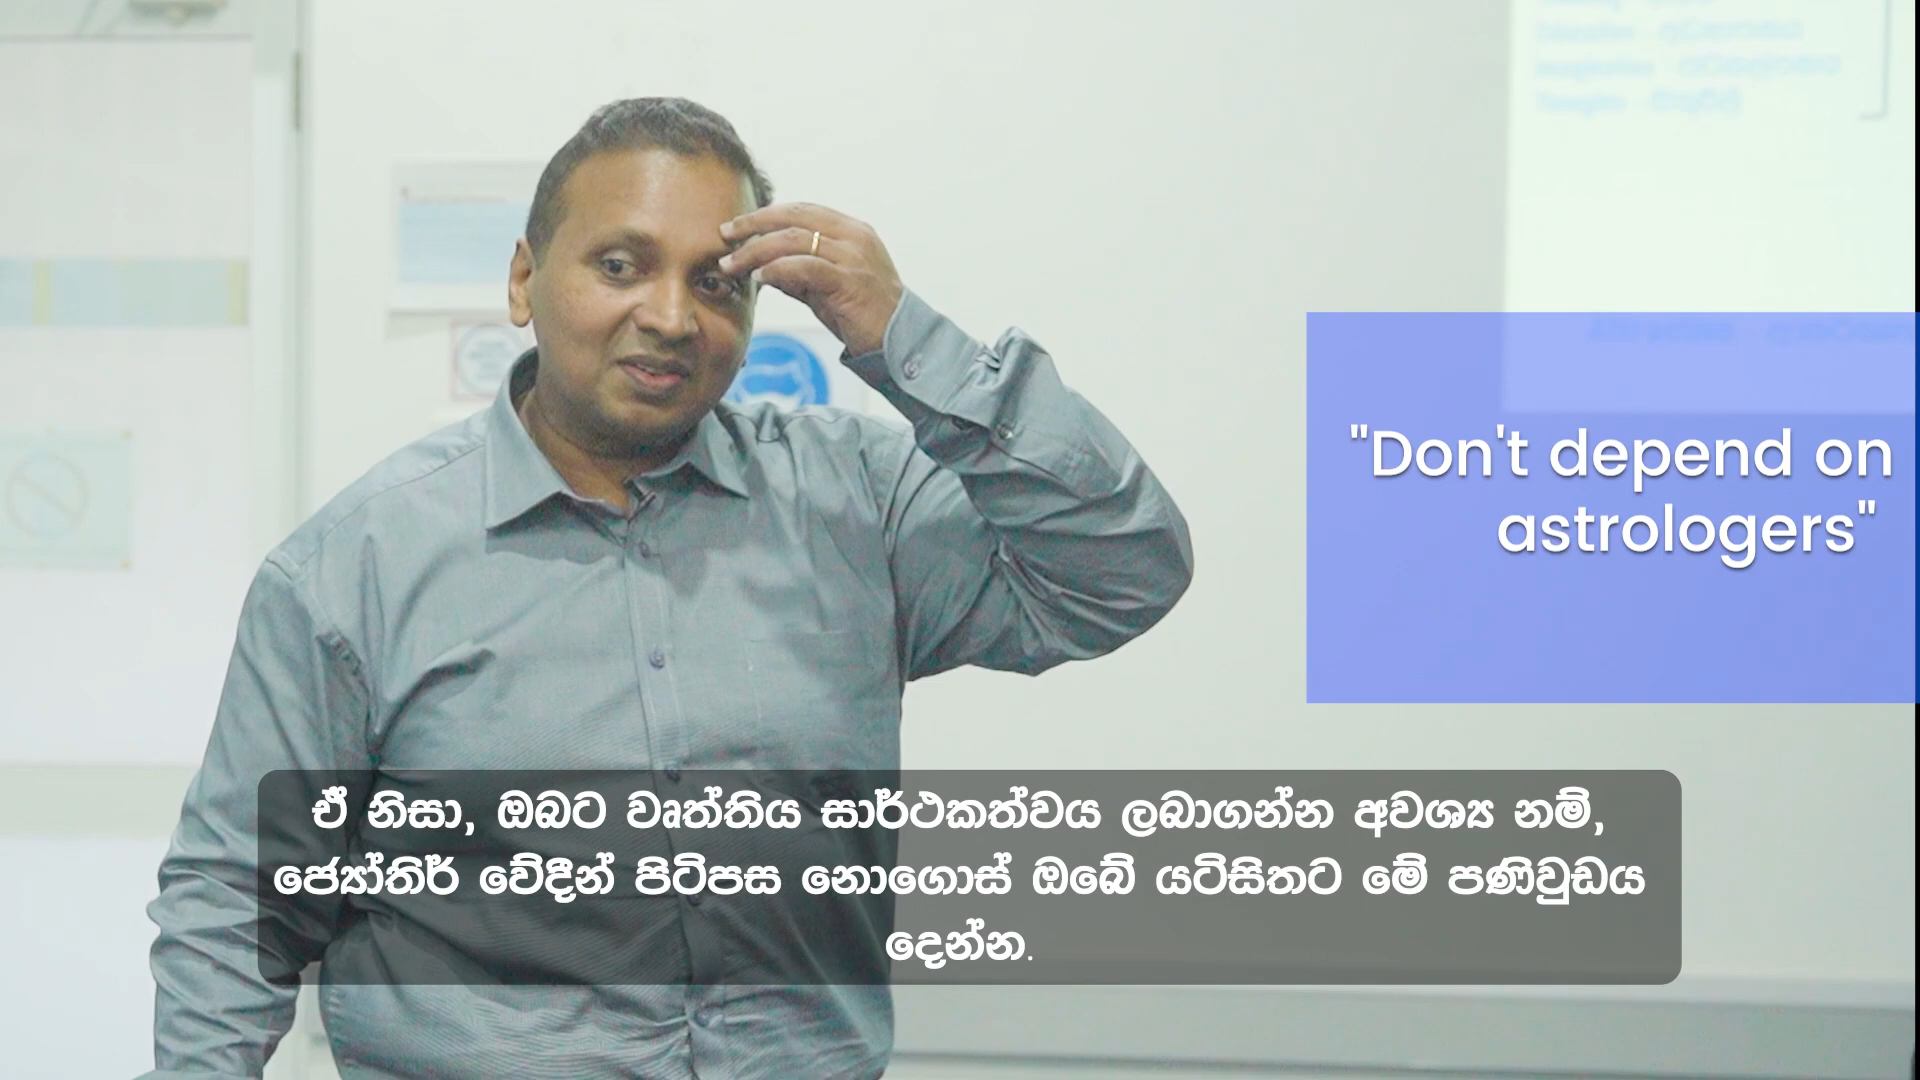 "Don't depend on
astrologers"
ඒ නිසා, ඔබට වෘත්තිය සාර්ථකත්වය ලබාගන්න අවශ්‍ය නම්,
ජ්‍යෝතිර් වේදීන් පිටිපස නොගොස් ඔබේ යටිසිතට මේ පණිවුඩය
දෙන්න.